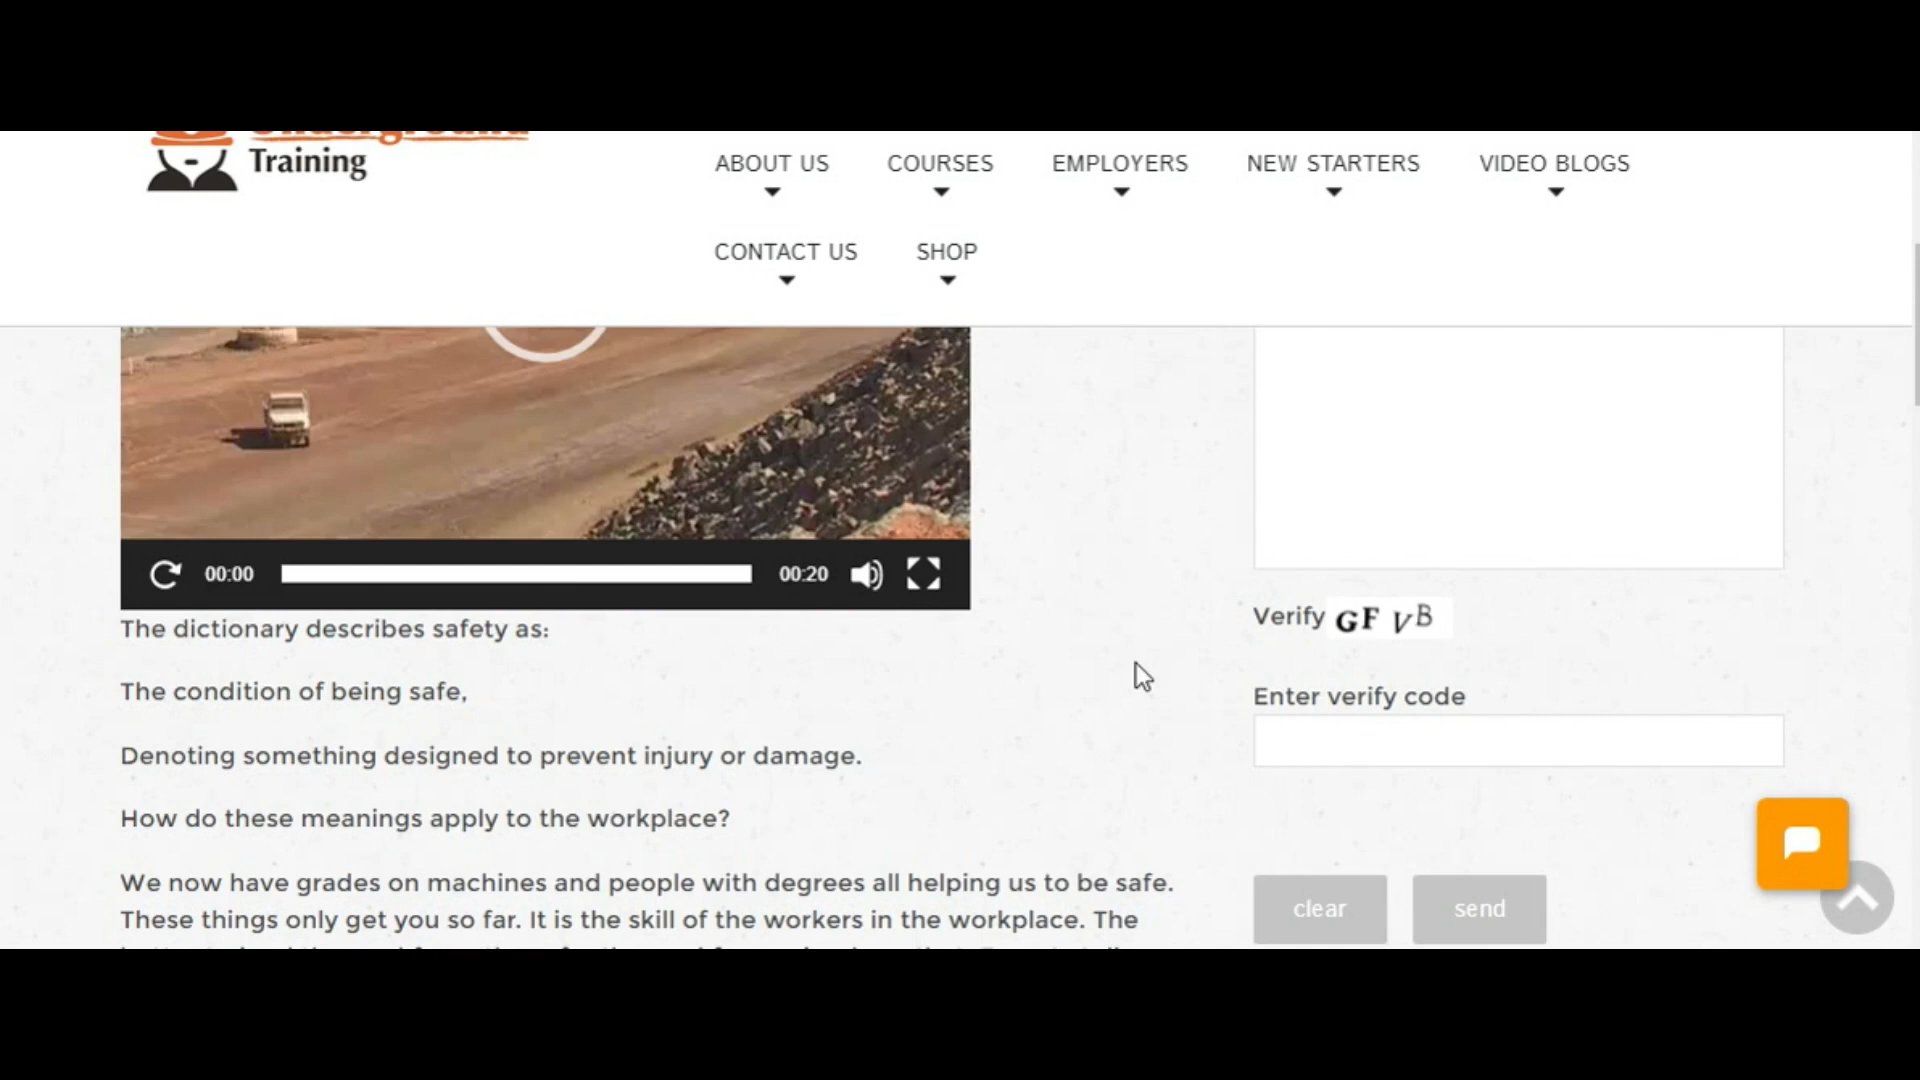 Underground
Training
ABOUT US
COURSES
EMPLOYERS
NEW STARTERS
VIDEO BLOGS
CONTACT US
SHOP
00:00
00:20
The dictionary describes safety as:
The condition of being safe,
Denoting something designed to prevent injury or damage.
How do these meanings apply to the workplace?
We now have grades on machines and people with degrees all helping us to be safe.
These things only get you so far. It is the skill of the workers in the workplace. The
Verify GF VB
Enter verify code
clear
send